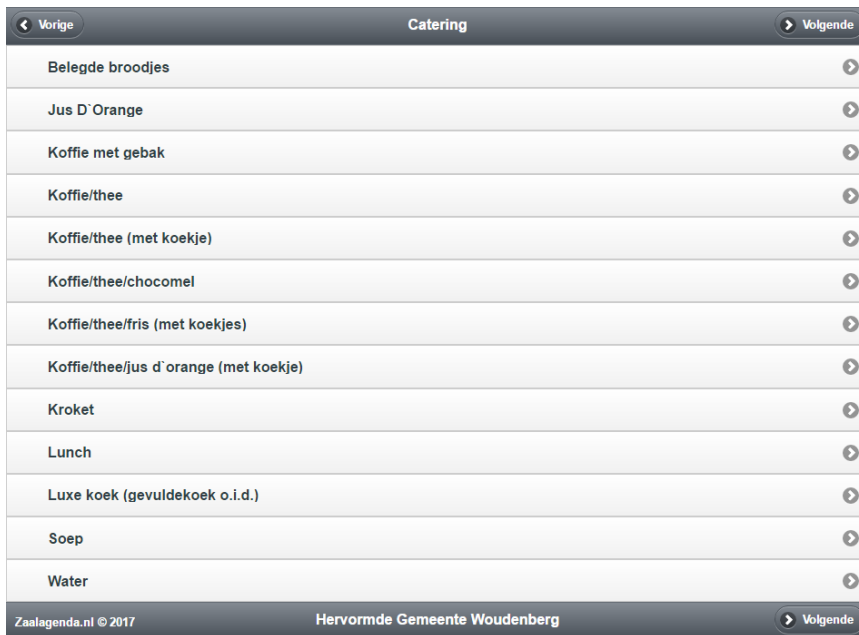 Vorige Catering Volgende
Belegde broodjes
Jus D`Orange
Koffie met gebak
Koffie/thee
Koffie/thee (met koekje)
Koffie/thee/chocomel
Koffie/thee/fris (met koekjes)
Koffie/thee/jus d`orange (met koekje)
Kroket
Lunch
Luxe koek (gevuldekoek o.i.d.)
Soep
Water
Zaalagenda.nl © 2017 Hervormde Gemeente Woudenberg Volgende